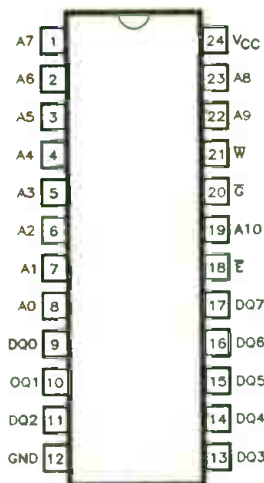 A7 1 24 VCC
A6 2 23 A8
A5 3 22 A9
A4 4 21 W̅
A3 5 20 G̅
A2 6 19 A10
A1 7 18 E̅
A0 8 17 DQ7
DQ0 9 16 DQ6
OQ1 10 15 DQ5
DQ2 11 14 DQ4
GND 12 13 DQ3